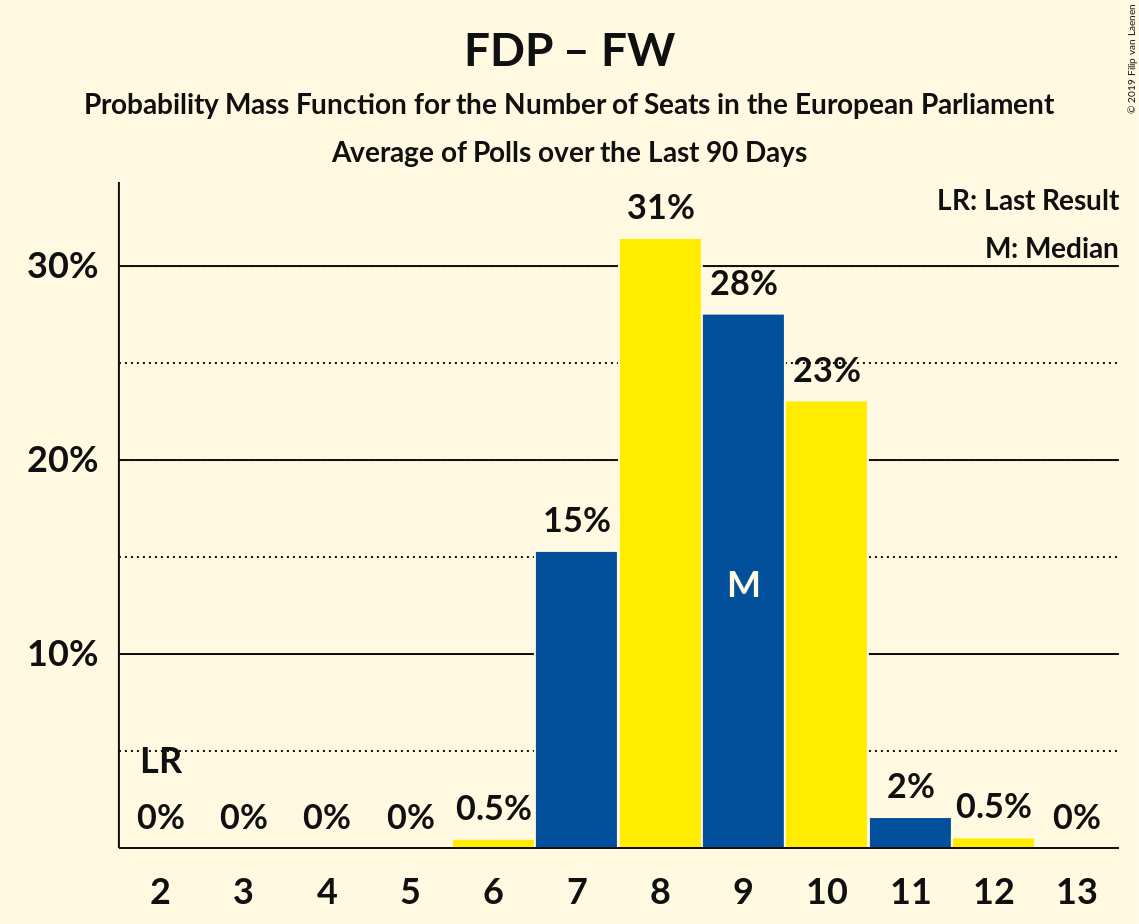 FDP – FW
Probability Mass Function for the Number of Seats in the European Parliament
Average of Polls over the Last 90 Days
© 2019 Filip van Laenen
LR: Last Result
M: Median
30%
20%
10%
LR
0%
0%
0%
0%
0.5%
15%
31%
28%
M
23%
2%
0.5%
0%
2 3 4 5 6 7 8 9 10 11 12 13